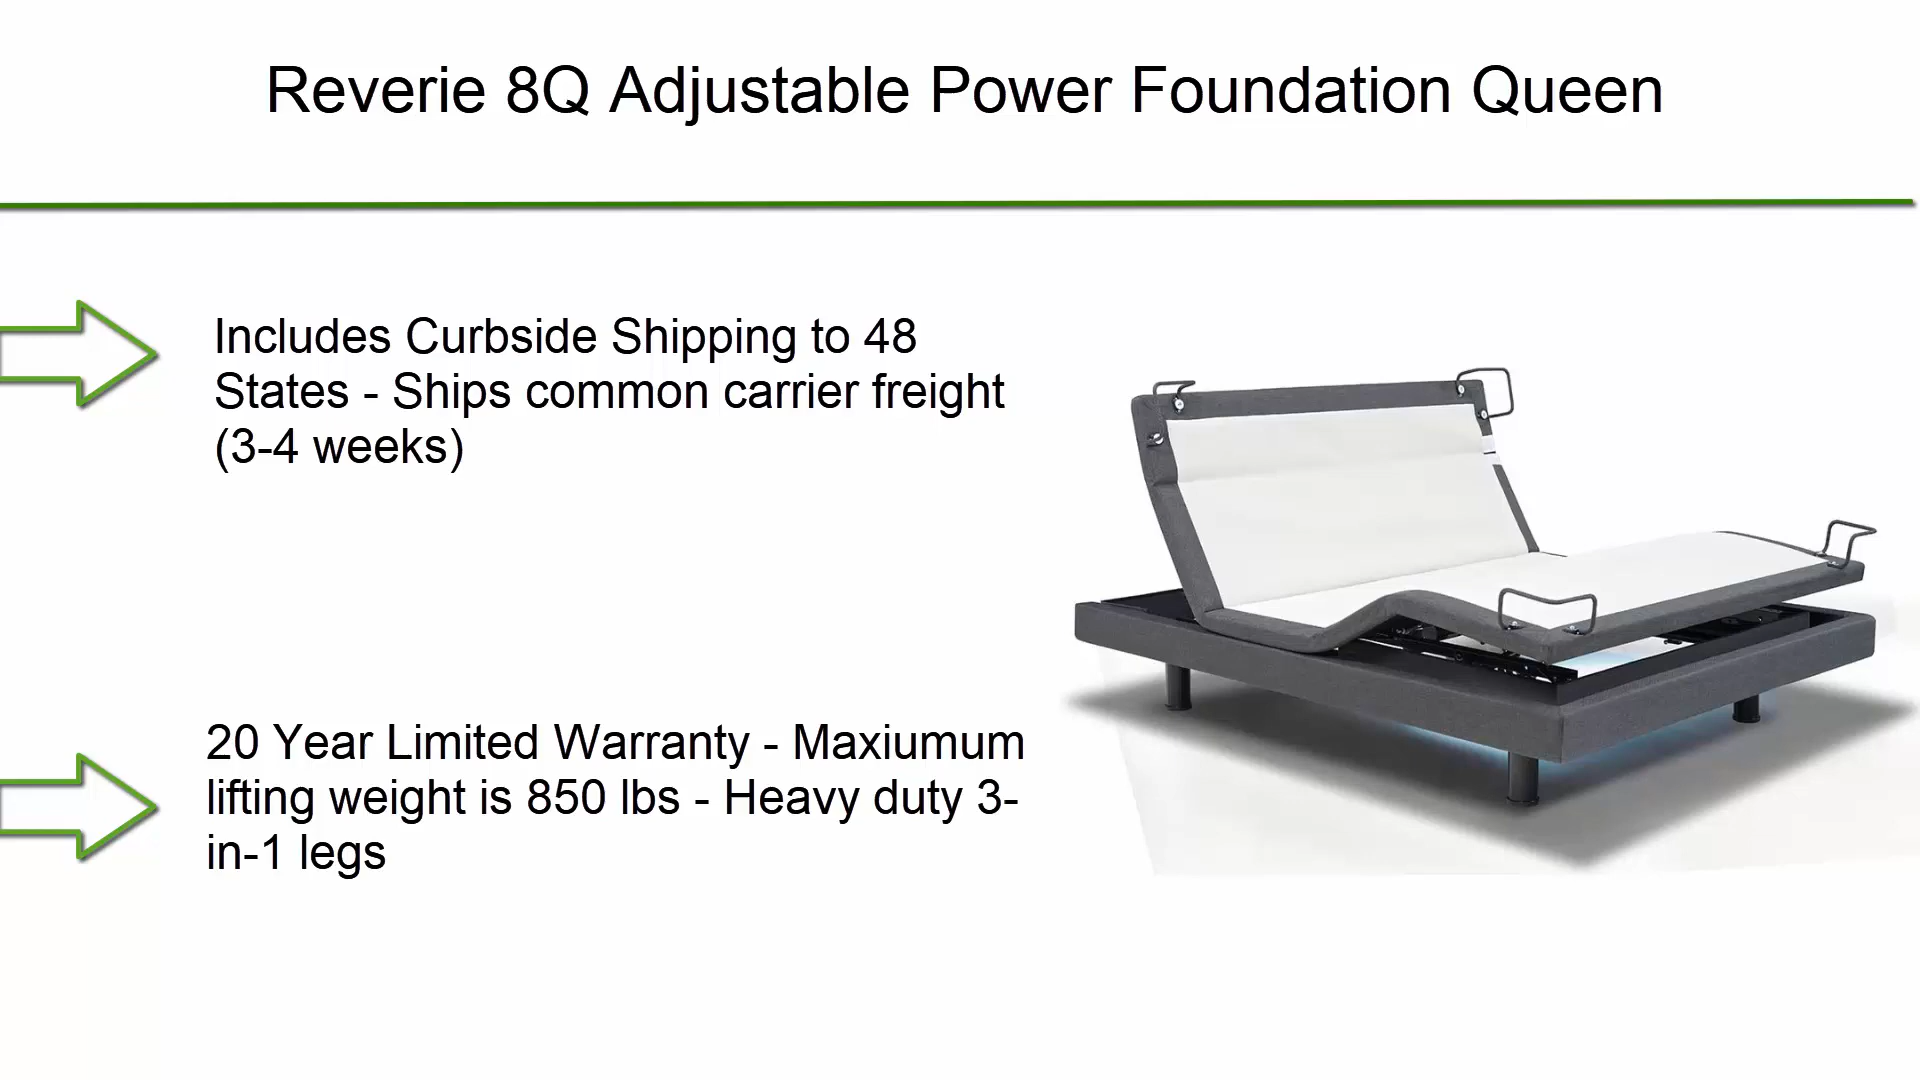 Reverie 8Q Adjustable Power Foundation Queen
Includes Curbside Shipping to 48
States - Ships common carrier freight
(3-4 weeks)
20 Year Limited Warranty - Maxiumum
lifting weight is 850 lbs - Heavy duty 3-
in-1 legs